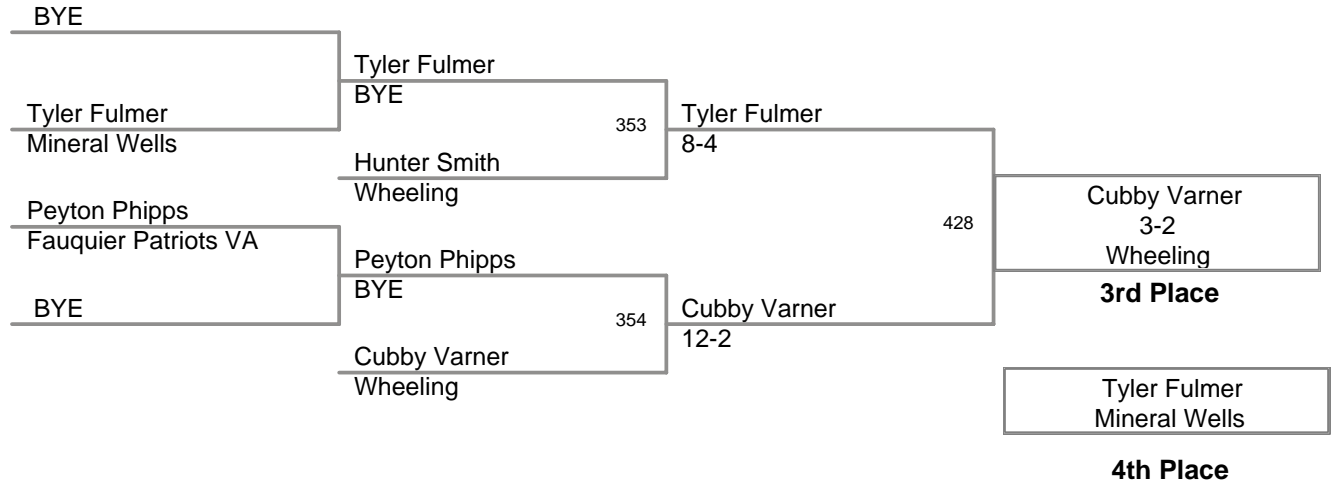 BYE
Tyler Fulmer
BYE
Tyler Fulmer
Mineral Wells
353
Tyler Fulmer
8-4
Hunter Smith
Wheeling
Peyton Phipps
Fauquier Patriots VA
428
Cubby Varner
3-2
Wheeling
3rd Place
Peyton Phipps
BYE
BYE
354
Cubby Varner
12-2
Cubby Varner
Wheeling
Tyler Fulmer
Mineral Wells
4th Place